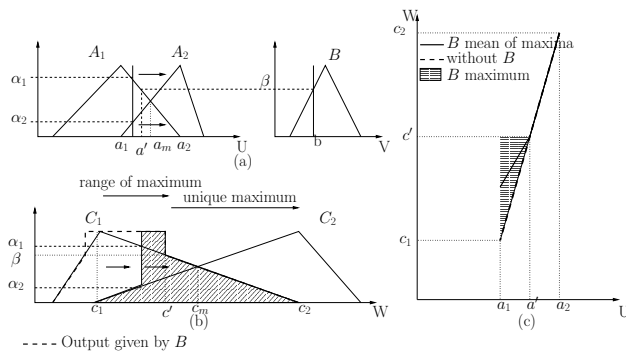 A₁ A₂
α₁
α₂
a₁ a′ aₘ a₂ U
(a)
B
β
b V
range of maximum
unique maximum
C₁ C₂
α₁
β
α₂
c₁ c′ cₘ c₂ W
(b)
Output given by B
W
c₂
B mean of maxima
without B
B maximum
c′
c₁
a₁ a′ a₂ U
(c)